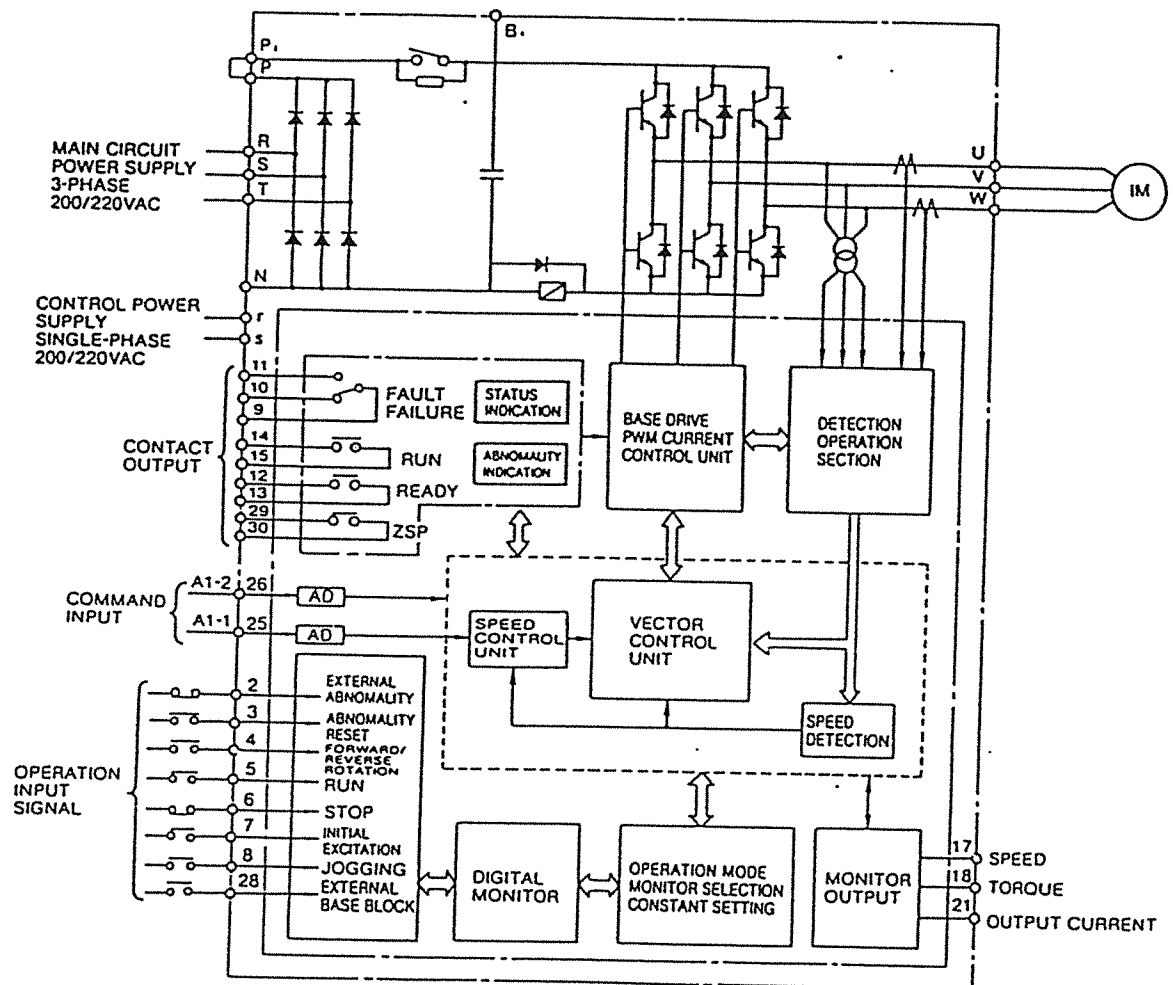 B₁
P₁
P
R
S
T
MAIN CIRCUIT
POWER SUPPLY
3-PHASE
200/220VAC
U
V
W
IM
N
CONTROL POWER
SUPPLY
SINGLE-PHASE
200/220VAC
r
s
CONTACT
OUTPUT
11
10
9
FAULT
FAILURE
14
15
RUN
12
13
READY
29
30
ZSP
STATUS
INDICATION
ABNOMALITY
INDICATION
BASE DRIVE
PWM CURRENT
CONTROL UNIT
DETECTION
OPERATION
SECTION
COMMAND
INPUT
A1-2
26
AD
A1-1
25
AD
SPEED
CONTROL
UNIT
VECTOR
CONTROL
UNIT
SPEED
DETECTION
OPERATION
INPUT
SIGNAL
2
EXTERNAL
ABNOMALITY
3
ABNOMALITY
RESET
4
FORWARD/
REVERSE
ROTATION
5
RUN
6
STOP
7
INITIAL
EXCITATION
8
JOGGING
28
EXTERNAL
BASE BLOCK
DIGITAL
MONITOR
OPERATION MODE
MONITOR SELECTION
CONSTANT SETTING
MONITOR
OUTPUT
17
SPEED
18
TORQUE
21
OUTPUT CURRENT